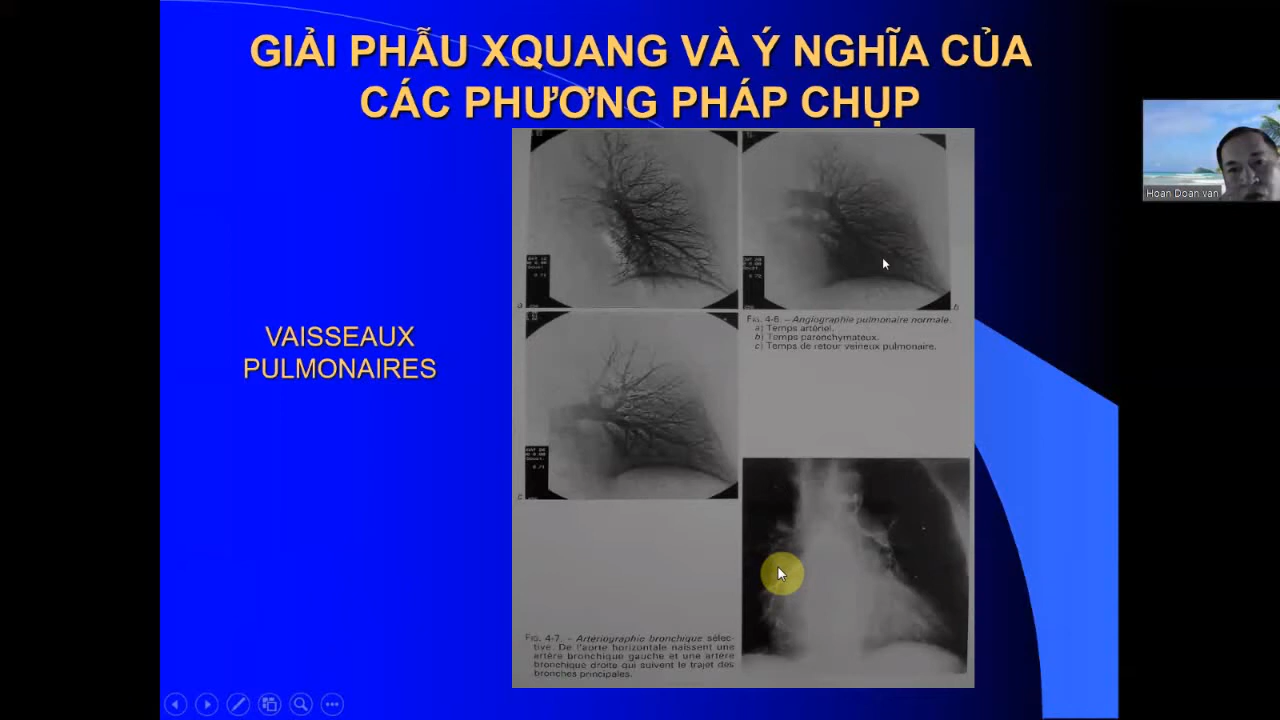 GIẢI PHẪU XQUANG VÀ Ý NGHĨA CỦA
CÁC PHƯƠNG PHÁP CHỤP
Hoan Doan van
VAISSEAUX
PULMONAIRES
a
b
FIG. 4-6. – Angiographie pulmonaire normale.
a) Temps artériel.
b) Temps parenchymateux.
c) Temps de retour veineux pulmonaire.
c
FIG. 4-7. – Artériographie bronchique sélec-
tive. De l'aorte horizontale naissent une
artère bronchique gauche et une artère
bronchique droite qui suivent le trajet des
bronches principales.